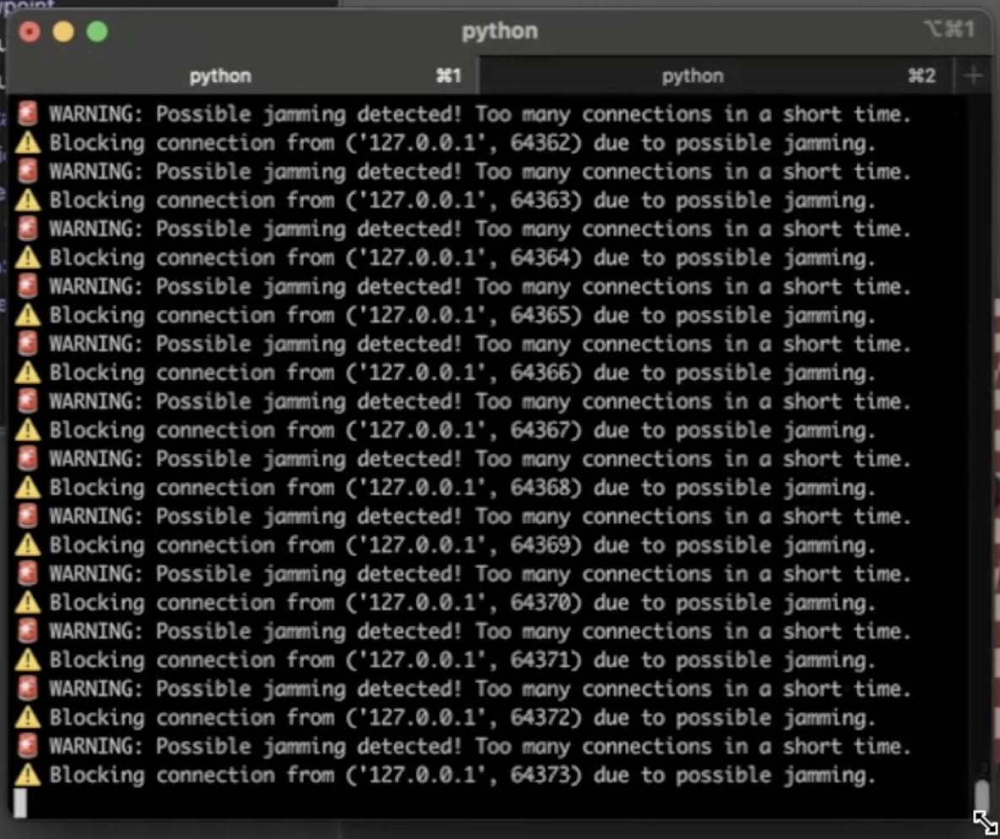 ypoint
python
⌥⌘1
python ⌘1 python ⌘2 +
🚨 WARNING: Possible jamming detected! Too many connections in a short time.
⚠️ Blocking connection from ('127.0.0.1', 64362) due to possible jamming.
🚨 WARNING: Possible jamming detected! Too many connections in a short time.
⚠️ Blocking connection from ('127.0.0.1', 64363) due to possible jamming.
🚨 WARNING: Possible jamming detected! Too many connections in a short time.
⚠️ Blocking connection from ('127.0.0.1', 64364) due to possible jamming.
🚨 WARNING: Possible jamming detected! Too many connections in a short time.
⚠️ Blocking connection from ('127.0.0.1', 64365) due to possible jamming.
🚨 WARNING: Possible jamming detected! Too many connections in a short time.
⚠️ Blocking connection from ('127.0.0.1', 64366) due to possible jamming.
🚨 WARNING: Possible jamming detected! Too many connections in a short time.
⚠️ Blocking connection from ('127.0.0.1', 64367) due to possible jamming.
🚨 WARNING: Possible jamming detected! Too many connections in a short time.
⚠️ Blocking connection from ('127.0.0.1', 64368) due to possible jamming.
🚨 WARNING: Possible jamming detected! Too many connections in a short time.
⚠️ Blocking connection from ('127.0.0.1', 64369) due to possible jamming.
🚨 WARNING: Possible jamming detected! Too many connections in a short time.
⚠️ Blocking connection from ('127.0.0.1', 64370) due to possible jamming.
🚨 WARNING: Possible jamming detected! Too many connections in a short time.
⚠️ Blocking connection from ('127.0.0.1', 64371) due to possible jamming.
🚨 WARNING: Possible jamming detected! Too many connections in a short time.
⚠️ Blocking connection from ('127.0.0.1', 64372) due to possible jamming.
🚨 WARNING: Possible jamming detected! Too many connections in a short time.
⚠️ Blocking connection from ('127.0.0.1', 64373) due to possible jamming.